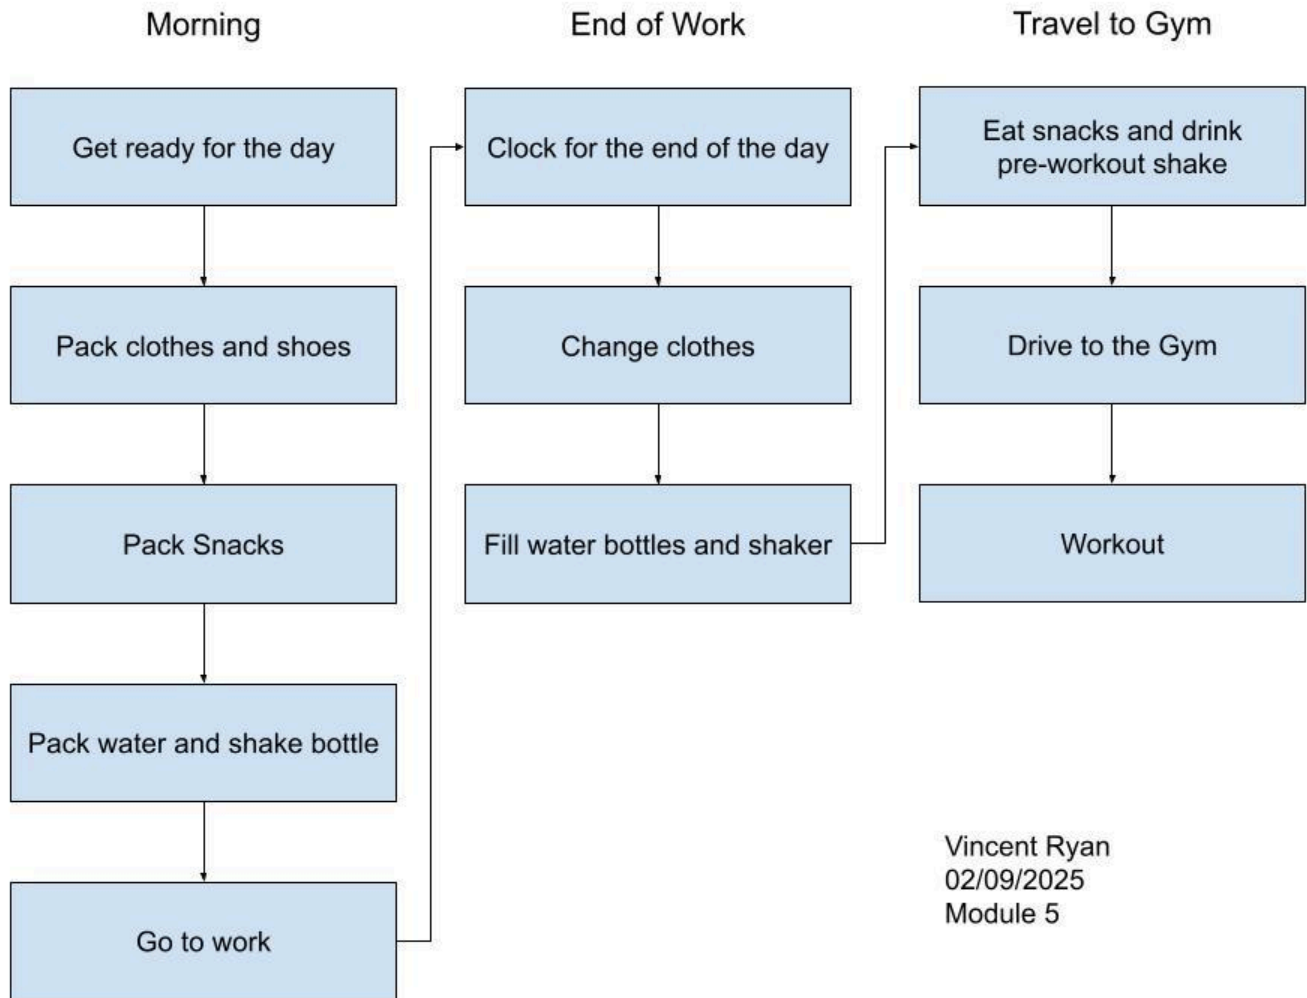 Morning
Get ready for the day
Pack clothes and shoes
Pack Snacks
Pack water and shake bottle
Go to work
End of Work
Clock for the end of the day
Change clothes
Fill water bottles and shaker
Travel to Gym
Eat snacks and drink
pre-workout shake
Drive to the Gym
Workout
Vincent Ryan
02/09/2025
Module 5